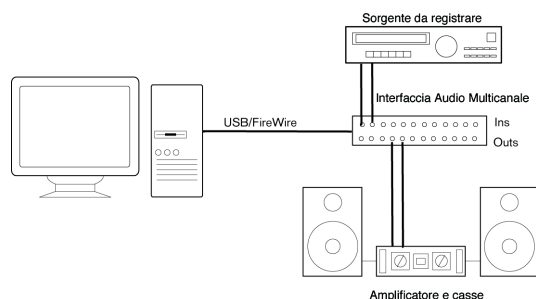 Sorgente da registrare
Interfaccia Audio Multicanale
USB/FireWire
Ins
Outs
Amplificatore e casse